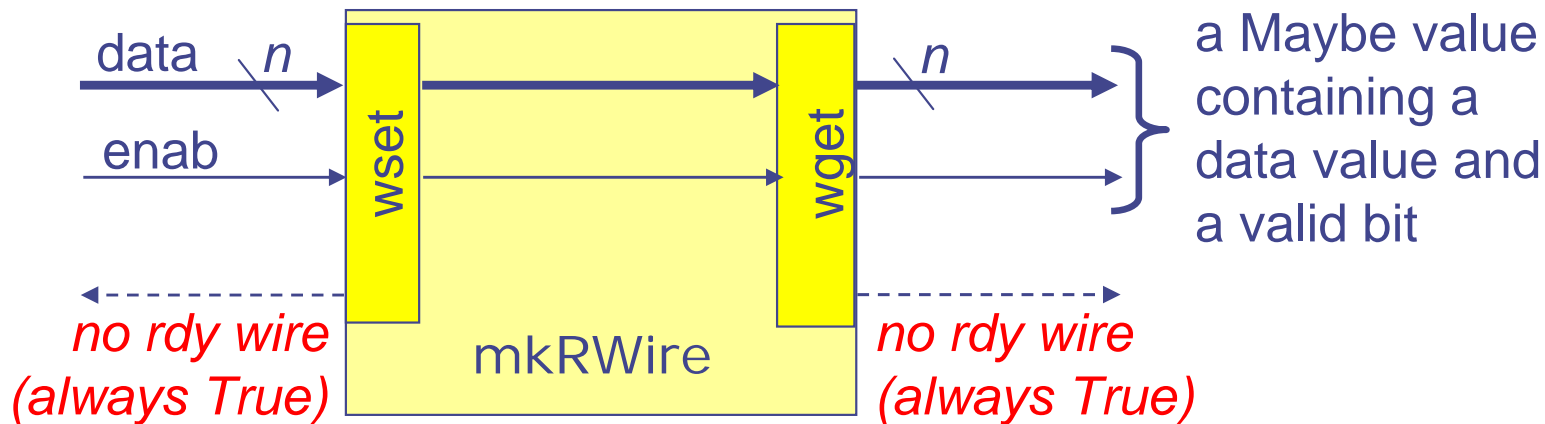 data
n
enab
wset
wget
n
a Maybe value
containing a
data value and
a valid bit
no rdy wire
(always True)
mkRWire
no rdy wire
(always True)